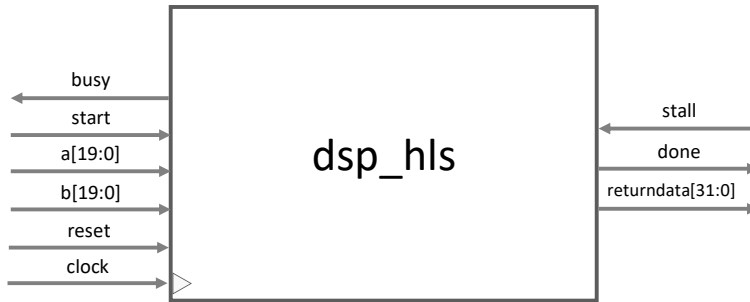 busy
start
a[19:0]
b[19:0]
reset
clock
dsp_hls
stall
done
returndata[31:0]